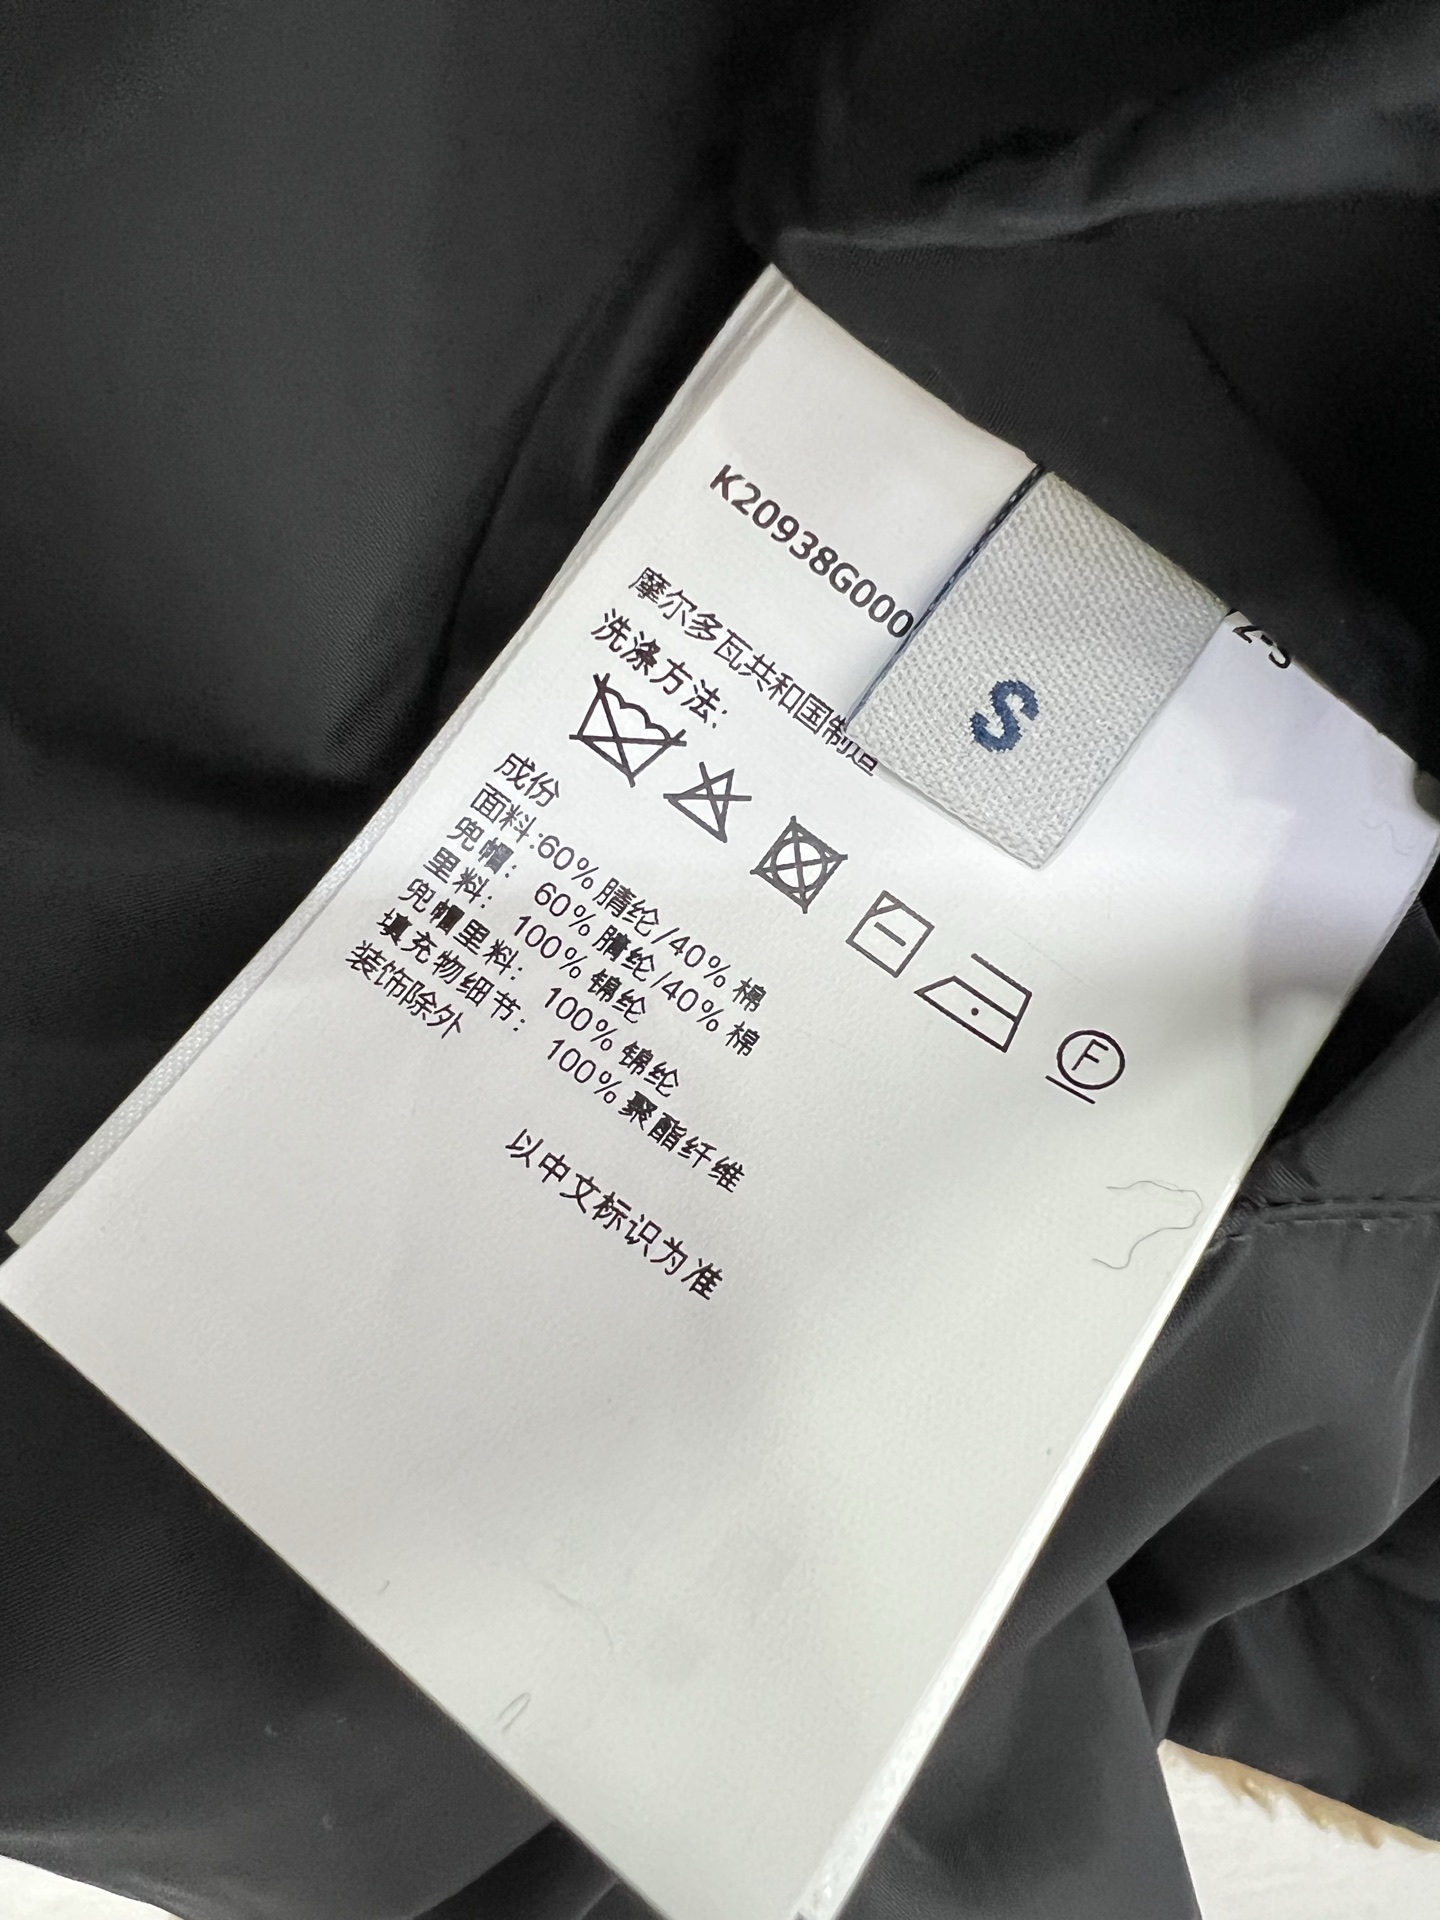 K20938G000
Z-S
S
摩尔多瓦共和国制造
洗涤方法:
F
成份
面料:60% 腈纶/40% 棉
兜帽: 60% 腈纶/40% 棉
里料: 100% 锦纶
兜帽里料: 100% 锦纶
填充物细节: 100% 聚酯纤维
装饰除外
以中文标识为准